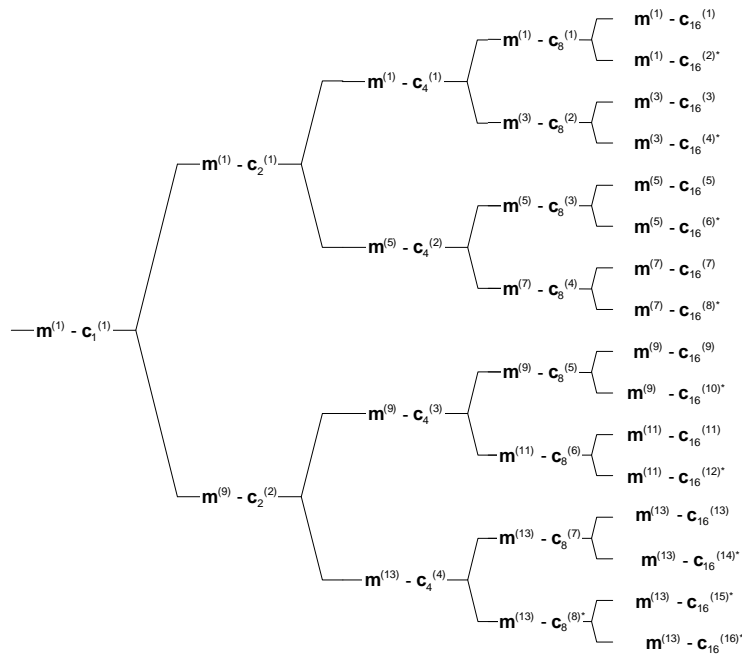 m(1) - c16(1)
m(1) - c8(1)
m(1) - c16(2)*
m(1) - c4(1)
m(3) - c16(3)
m(3) - c8(2)
m(3) - c16(4)*
m(1) - c2(1)
m(5) - c16(5)
m(5) - c8(3)
m(5) - c16(6)*
m(5) - c4(2)
m(7) - c16(7)
m(7) - c8(4)
m(7) - c16(8)*
m(1) - c1(1)
m(9) - c16(9)
m(9) - c8(5)
m(9) - c16(10)*
m(9) - c4(3)
m(11) - c16(11)
m(11) - c8(6)
m(11) - c16(12)*
m(9) - c2(2)
m(13) - c16(13)
m(13) - c8(7)
m(13) - c16(14)*
m(13) - c4(4)
m(13) - c16(15)*
m(13) - c8(8)*
m(13) - c16(16)*